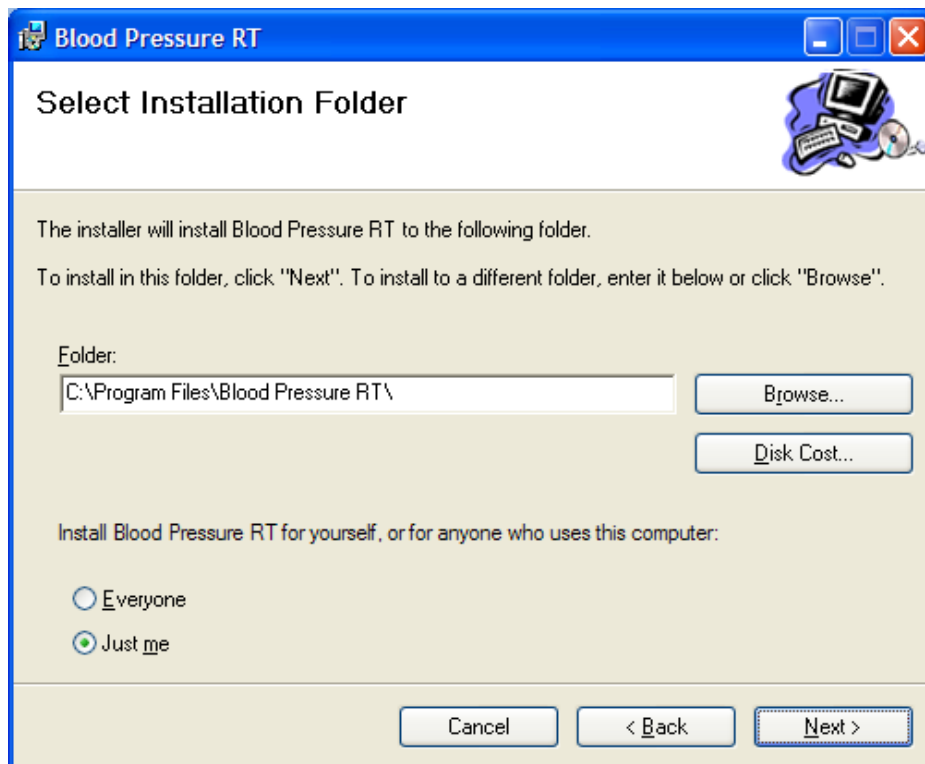 Blood Pressure RT
Select Installation Folder
The installer will install Blood Pressure RT to the following folder.
To install in this folder, click "Next". To install to a different folder, enter it below or click "Browse".
Folder:
C:\Program Files\Blood Pressure RT\
Browse...
Disk Cost...
Install Blood Pressure RT for yourself, or for anyone who uses this computer:
Everyone
Just me
Cancel
< Back
Next >